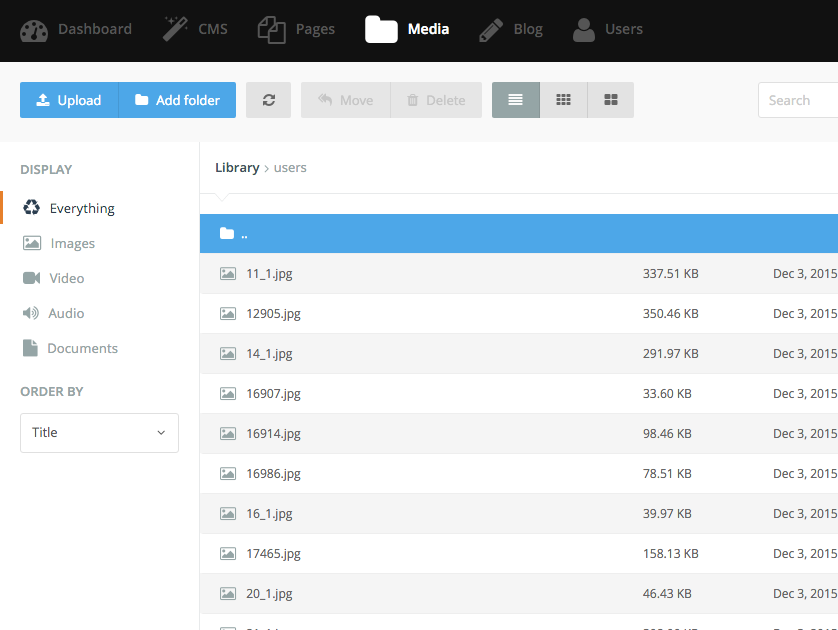 Dashboard CMS Pages Media Blog Users
Upload Add folder Move Delete Search
DISPLAY
Everything
Images
Video
Audio
Documents
ORDER BY
Title
Library › users
..
11_1.jpg 337.51 KB Dec 3, 2015
12905.jpg 350.46 KB Dec 3, 2015
14_1.jpg 291.97 KB Dec 3, 2015
16907.jpg 33.60 KB Dec 3, 2015
16914.jpg 98.46 KB Dec 3, 2015
16986.jpg 78.51 KB Dec 3, 2015
16_1.jpg 39.97 KB Dec 3, 2015
17465.jpg 158.13 KB Dec 3, 2015
20_1.jpg 46.43 KB Dec 3, 2015